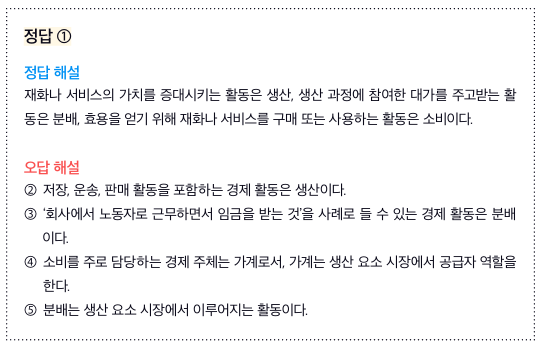 정답 ①
정답 해설
재화나 서비스의 가치를 증대시키는 활동은 생산, 생산 과정에 참여한 대가를 주고받는 활
동은 분배, 효용을 얻기 위해 재화나 서비스를 구매 또는 사용하는 활동은 소비이다.
오답 해설
② 저장, 운송, 판매 활동을 포함하는 경제 활동은 생산이다.
③ '회사에서 노동자로 근무하면서 임금을 받는 것'을 사례로 들 수 있는 경제 활동은 분배
이다.
④ 소비를 주로 담당하는 경제 주체는 가계로서, 가계는 생산 요소 시장에서 공급자 역할을
한다.
⑤ 분배는 생산 요소 시장에서 이루어지는 활동이다.